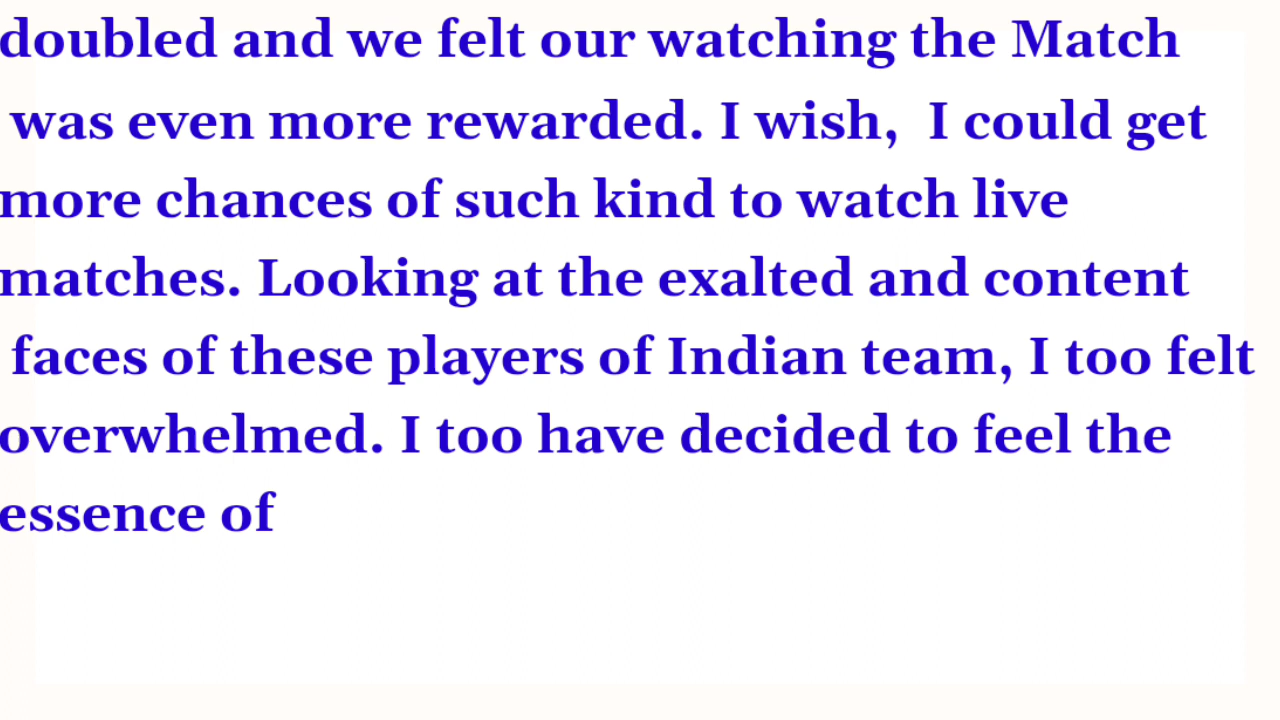 doubled and we felt our watching the Match
was even more rewarded. I wish,  I could get
more chances of such kind to watch live
matches. Looking at the exalted and content
faces of these players of Indian team, I too felt
overwhelmed. I too have decided to feel the
essence of